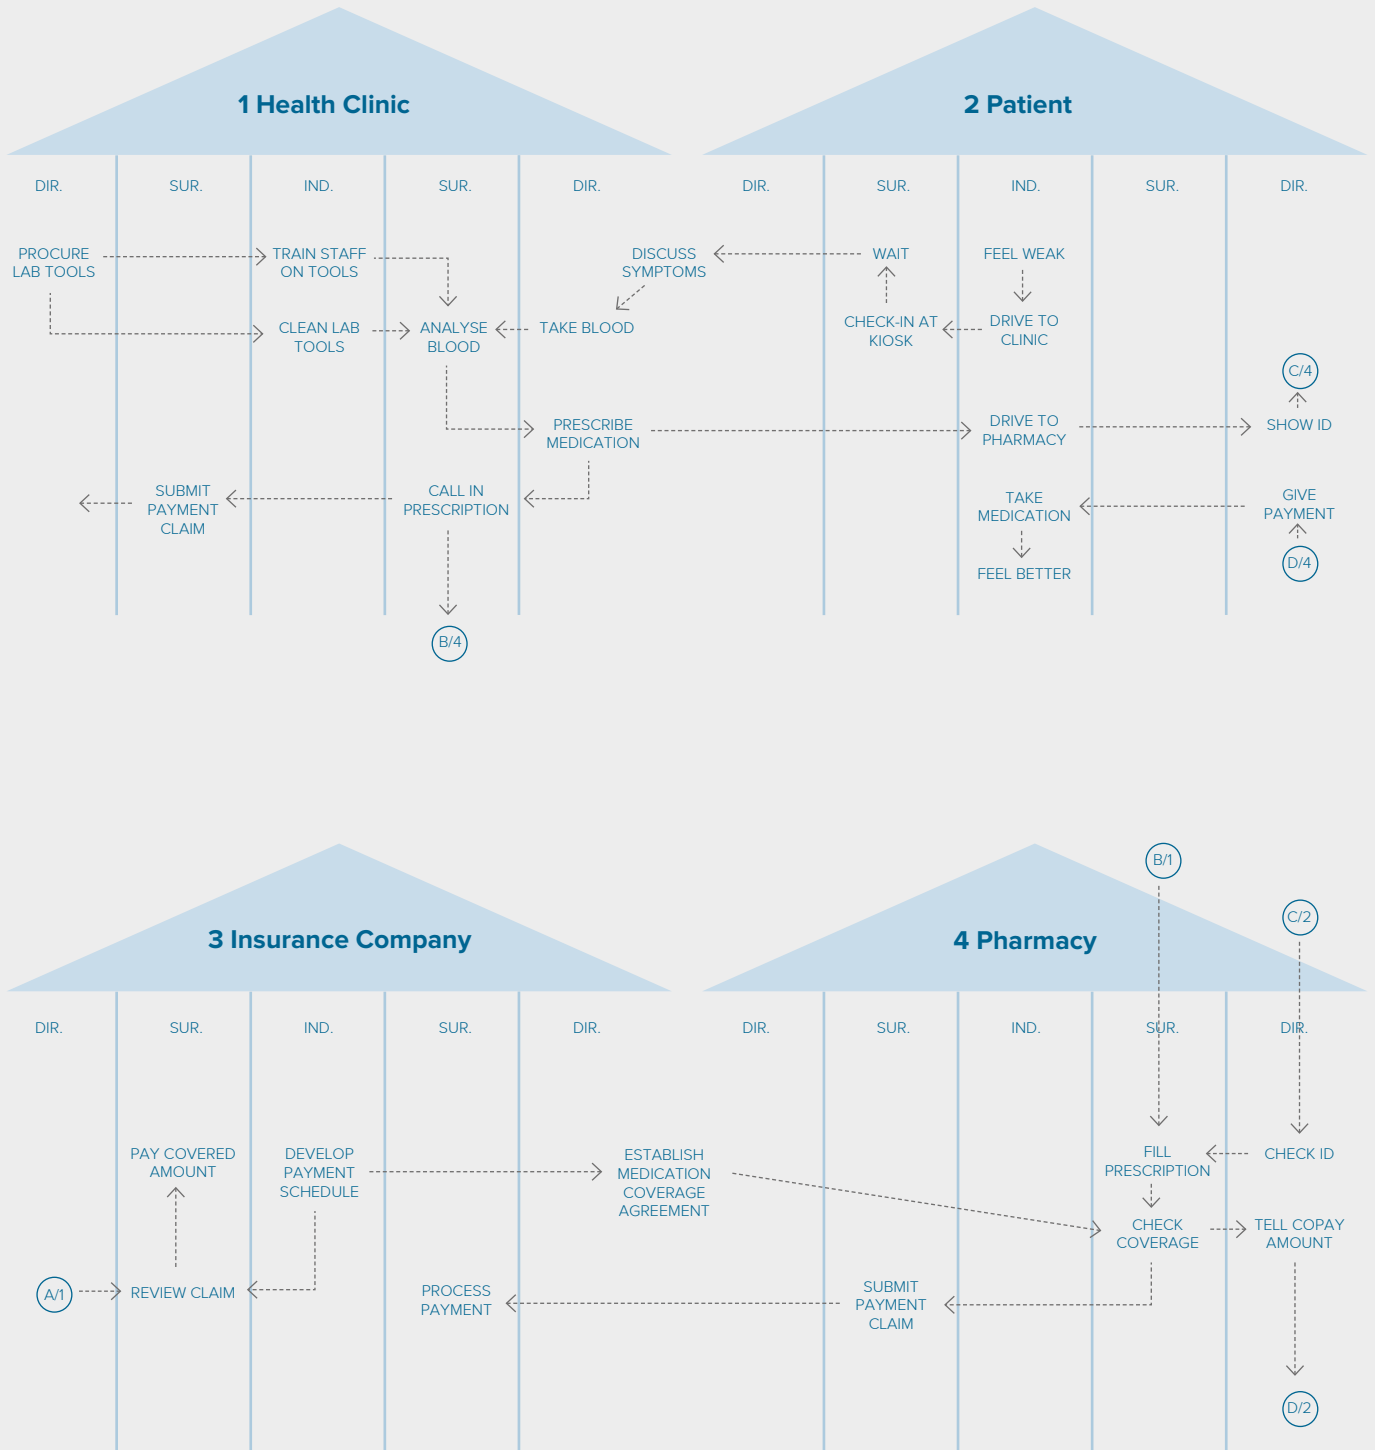 1 Health Clinic
2 Patient
DIR.
SUR.
IND.
SUR.
DIR.
DIR.
SUR.
IND.
SUR.
DIR.
PROCURE
LAB TOOLS
TRAIN STAFF
ON TOOLS
DISCUSS
SYMPTOMS
WAIT
FEEL WEAK
CLEAN LAB
TOOLS
ANALYSE
BLOOD
TAKE BLOOD
CHECK-IN AT
KIOSK
DRIVE TO
CLINIC
C/4
PRESCRIBE
MEDICATION
DRIVE TO
PHARMACY
SHOW ID
SUBMIT
PAYMENT
CLAIM
CALL IN
PRESCRIPTION
TAKE
MEDICATION
GIVE
PAYMENT
FEEL BETTER
D/4
B/4
B/1
C/2
3 Insurance Company
4 Pharmacy
DIR.
SUR.
IND.
SUR.
DIR.
DIR.
SUR.
IND.
SUR.
DIR.
PAY COVERED
AMOUNT
DEVELOP
PAYMENT
SCHEDULE
ESTABLISH
MEDICATION
COVERAGE
AGREEMENT
FILL
PRESCRIPTION
CHECK ID
CHECK
COVERAGE
TELL COPAY
AMOUNT
A/1
REVIEW CLAIM
PROCESS
PAYMENT
SUBMIT
PAYMENT
CLAIM
D/2